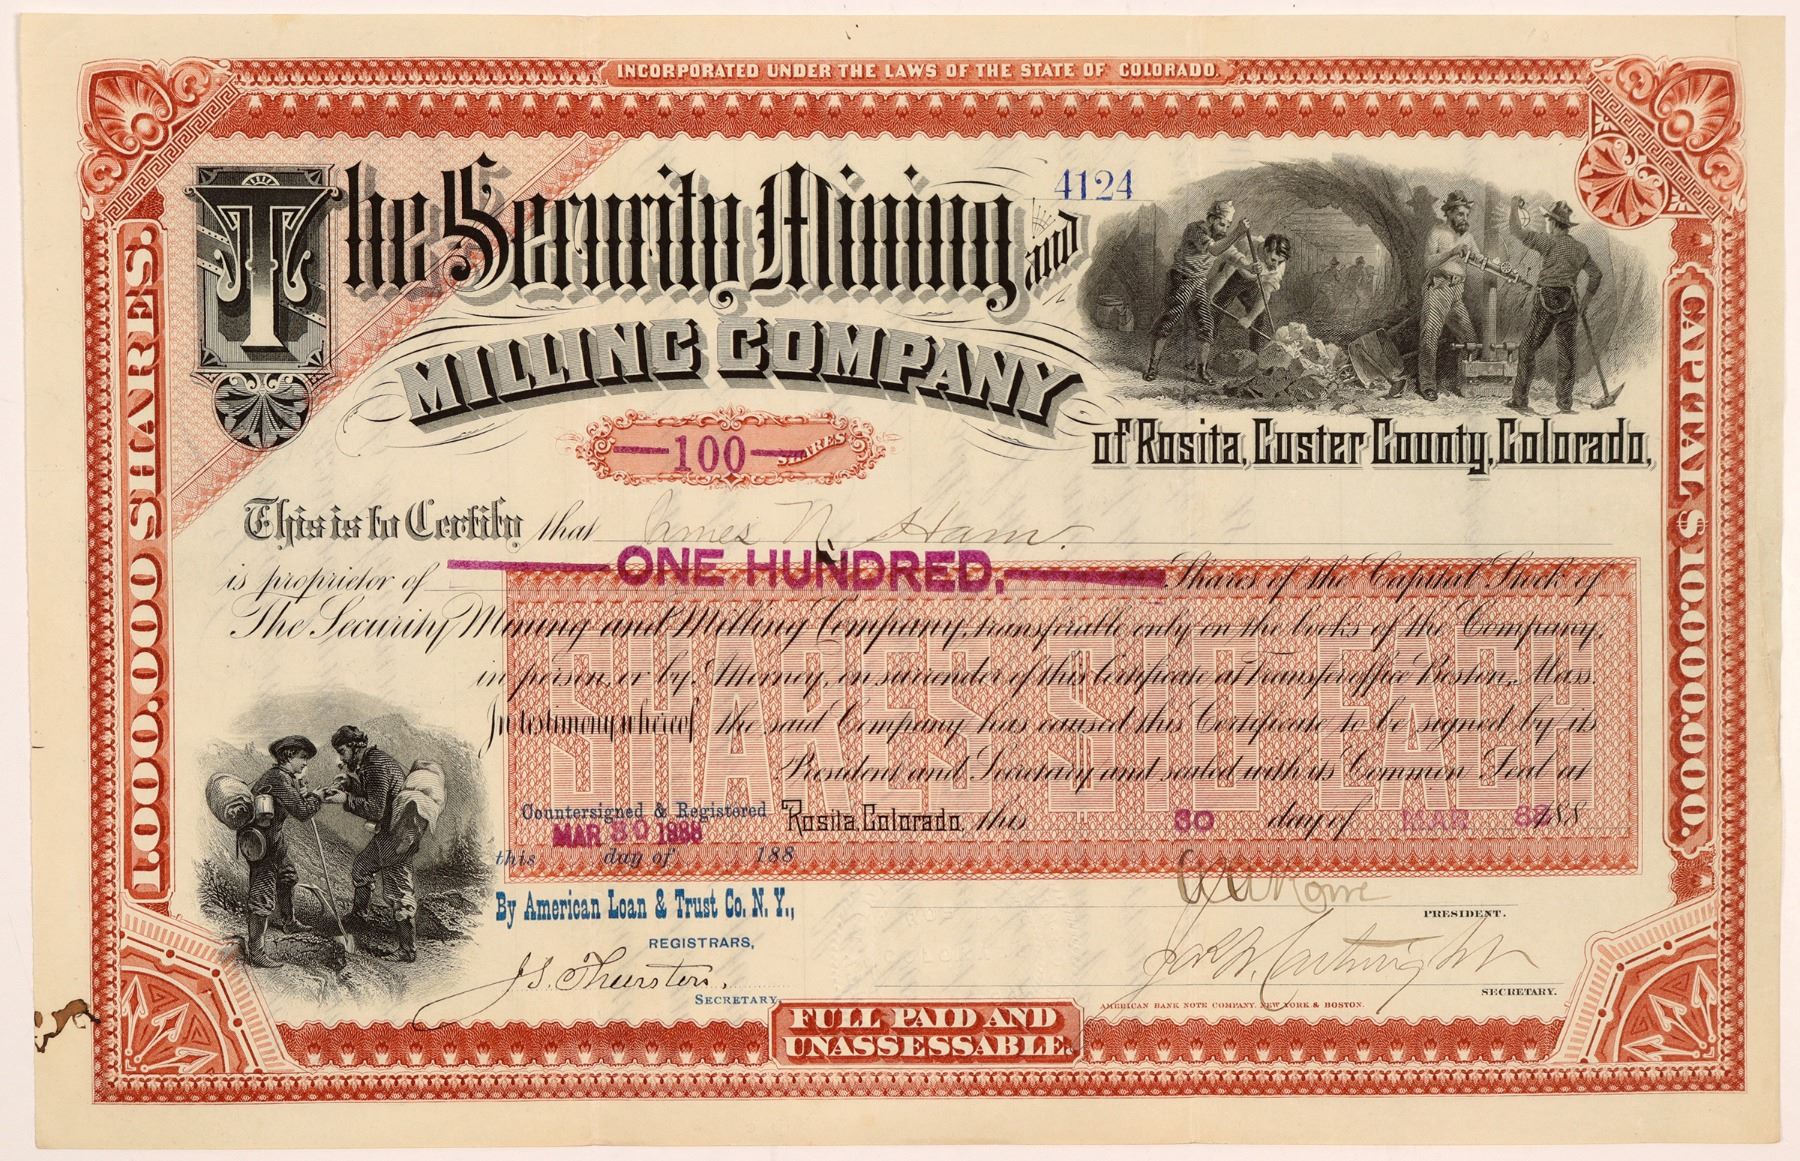 INCORPORATED UNDER THE LAWS OF THE STATE OF COLORADO.
1.000.000 SHARES.
CAPITAL $10.000.000.
4124
The Security Mining and
MILLING COMPANY
of Rosita, Custer County, Colorado,
100 SHARES
This is to Certify that James N. Ham.
is proprietor of ONE HUNDRED, Shares of the Capital Stock of
The Security Mining and Milling Company, transferable only on the books of the Company,
in person, or by Attorney, on surrender of this Certificate at Transfer office Boston, Mass.
In testimony whereof the said Company has caused this Certificate to be signed by its
President and Secretary and sealed with its Common Seal at
Rosita, Colorado, this 30 day of MAR 88 188
SHARES $10 EACH
Countersigned & Registered
MAR 30 1888
this day of 188
By American Loan & Trust Co. N. Y.,
REGISTRARS,
J.S. Thurston,
SECRETARY,
PRESIDENT.
Cartwright
SECRETARY.
AMERICAN BANK NOTE COMPANY. NEW YORK & BOSTON.
FULL PAID AND
UNASSESSABLE.